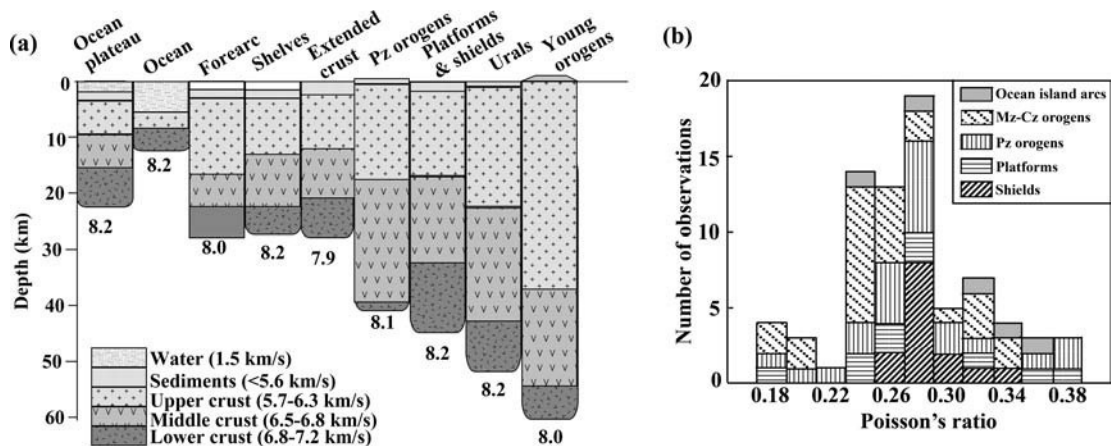 (a)
Ocean
plateau
Ocean
Forearc
Shelves
Extended
crust
Pz orogens
Platforms
& shields
Urals
Young
orogens
0
10
20
30
40
50
60
Depth (km)
8.2
8.2
8.0
8.2
7.9
8.1
8.2
8.2
8.0
Water (1.5 km/s)
Sediments (<5.6 km/s)
Upper crust (5.7-6.3 km/s)
Middle crust (6.5-6.8 km/s)
Lower crust (6.8-7.2 km/s)
(b)
20
15
10
5
0
Number of observations
Ocean island arcs
Mz-Cz orogens
Pz orogens
Platforms
Shields
0.18 0.22 0.26 0.30 0.34 0.38
Poisson's ratio